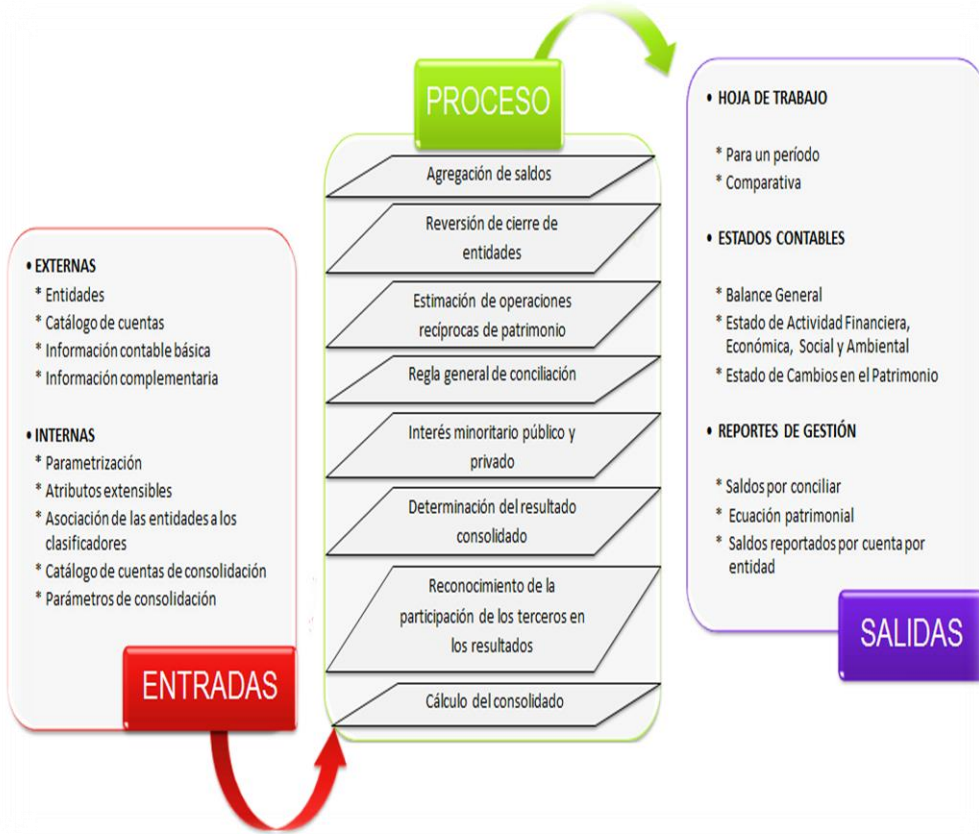 • EXTERNAS
* Entidades
* Catálogo de cuentas
* Información contable básica
* Información complementaria
• INTERNAS
* Parametrización
* Atributos extensibles
* Asociación de las entidades a los
clasificadores
* Catálogo de cuentas de consolidación
* Parámetros de consolidación
ENTRADAS
PROCESO
Agregación de saldos
Reversión de cierre de
entidades
Estimación de operaciones
recíprocas de patrimonio
Regla general de conciliación
Interés minoritario público y
privado
Determinación del resultado
consolidado
Reconocimiento de la
participación de los terceros en
los resultados
Cálculo del consolidado
• HOJA DE TRABAJO
* Para un período
* Comparativa
• ESTADOS CONTABLES
* Balance General
* Estado de Actividad Financiera,
Económica, Social y Ambiental
* Estado de Cambios en el Patrimonio
• REPORTES DE GESTIÓN
* Saldos por conciliar
* Ecuación patrimonial
* Saldos reportados por cuenta por
entidad
SALIDAS